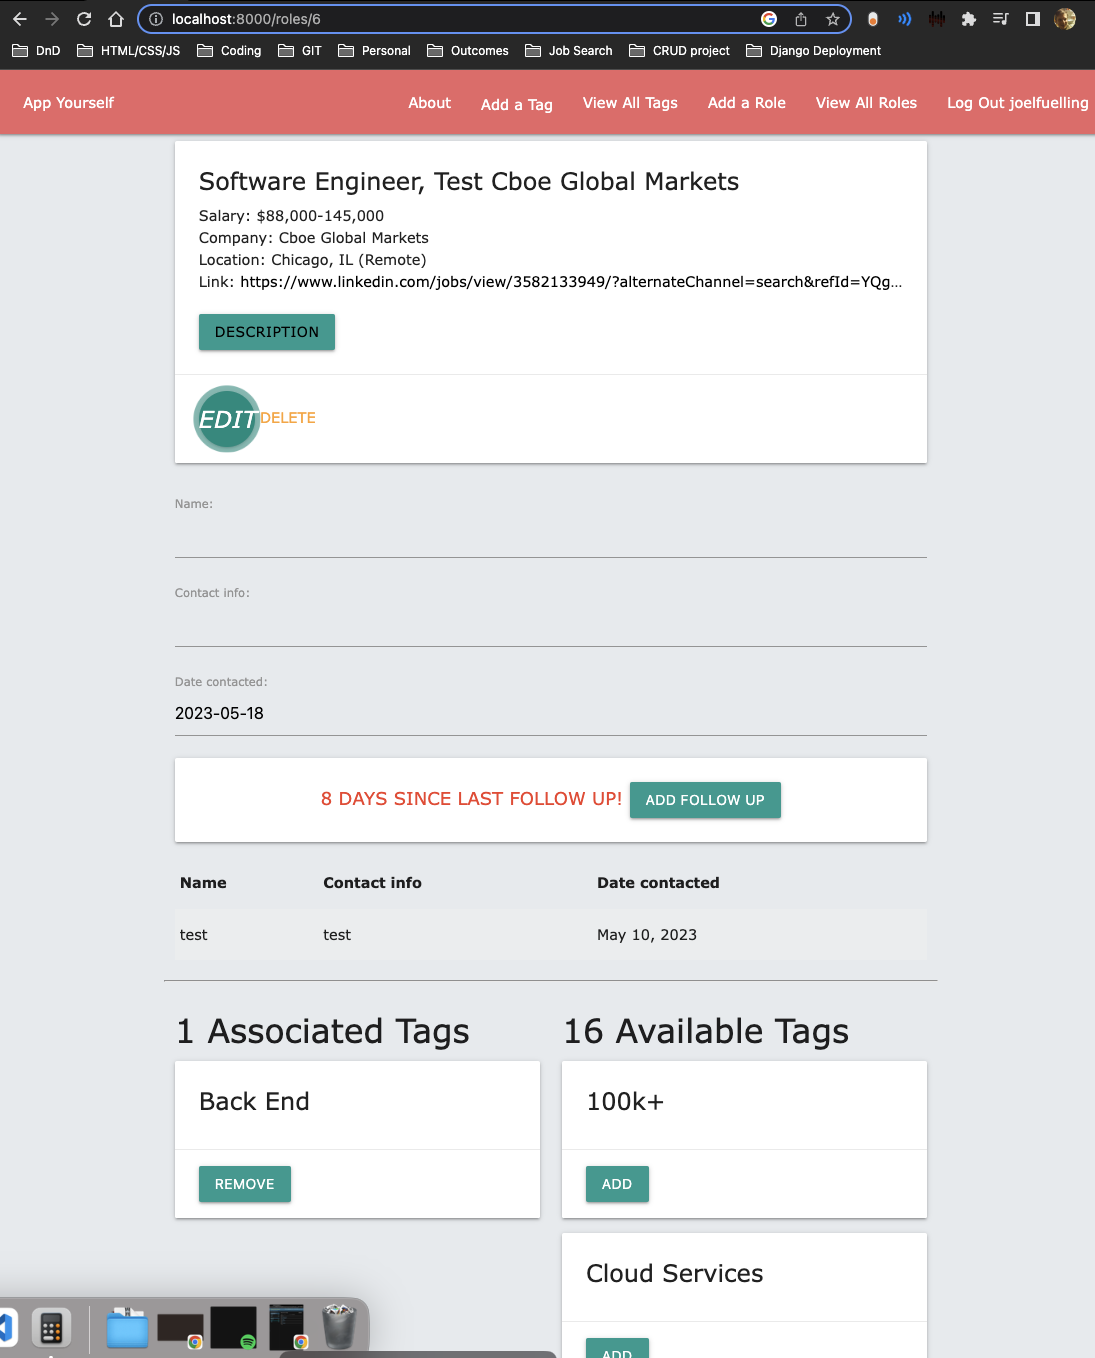 localhost:8000/roles/6
DnD HTML/CSS/JS Coding GIT Personal Outcomes Job Search CRUD project Django Deployment
App Yourself About Add a Tag View All Tags Add a Role View All Roles Log Out joelfuelling
Software Engineer, Test Cboe Global Markets
Salary: $88,000-145,000
Company: Cboe Global Markets
Location: Chicago, IL (Remote)
Link: https://www.linkedin.com/jobs/view/3582133949/?alternateChannel=search&refId=YQg...
DESCRIPTION
EDIT DELETE
Name:
Contact info:
Date contacted:
2023-05-18
8 DAYS SINCE LAST FOLLOW UP! ADD FOLLOW UP
Name Contact info Date contacted
test test May 10, 2023
1 Associated Tags
16 Available Tags
Back End
100k+
REMOVE
ADD
Cloud Services
ADD